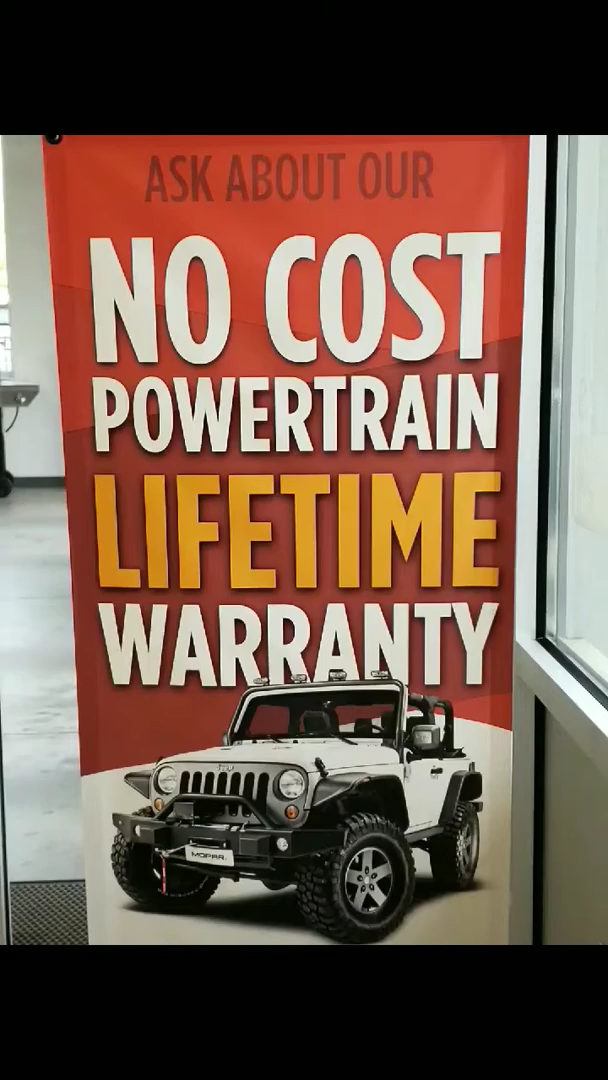 ASK ABOUT OUR
NO COST
POWERTRAIN
LIFETIME
WARRANTY
MOPAR